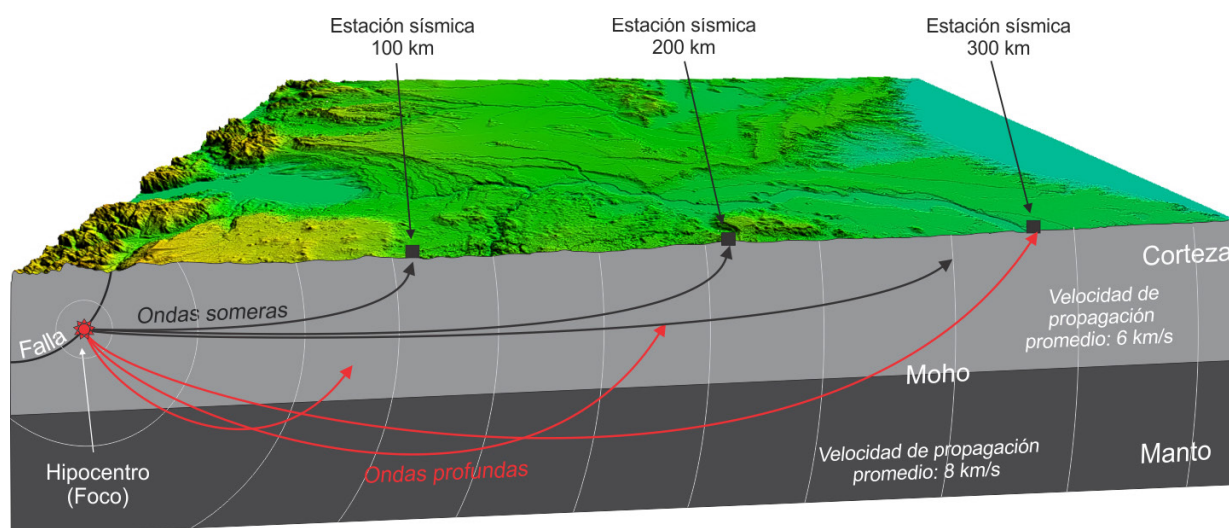 Estación sísmica
100 km
Estación sísmica
200 km
Estación sísmica
300 km
Corteza
Ondas someras
Falla
Velocidad de
propagación
promedio: 6 km/s
Moho
Hipocentro
(Foco)
Ondas profundas
Velocidad de propagación
promedio: 8 km/s
Manto